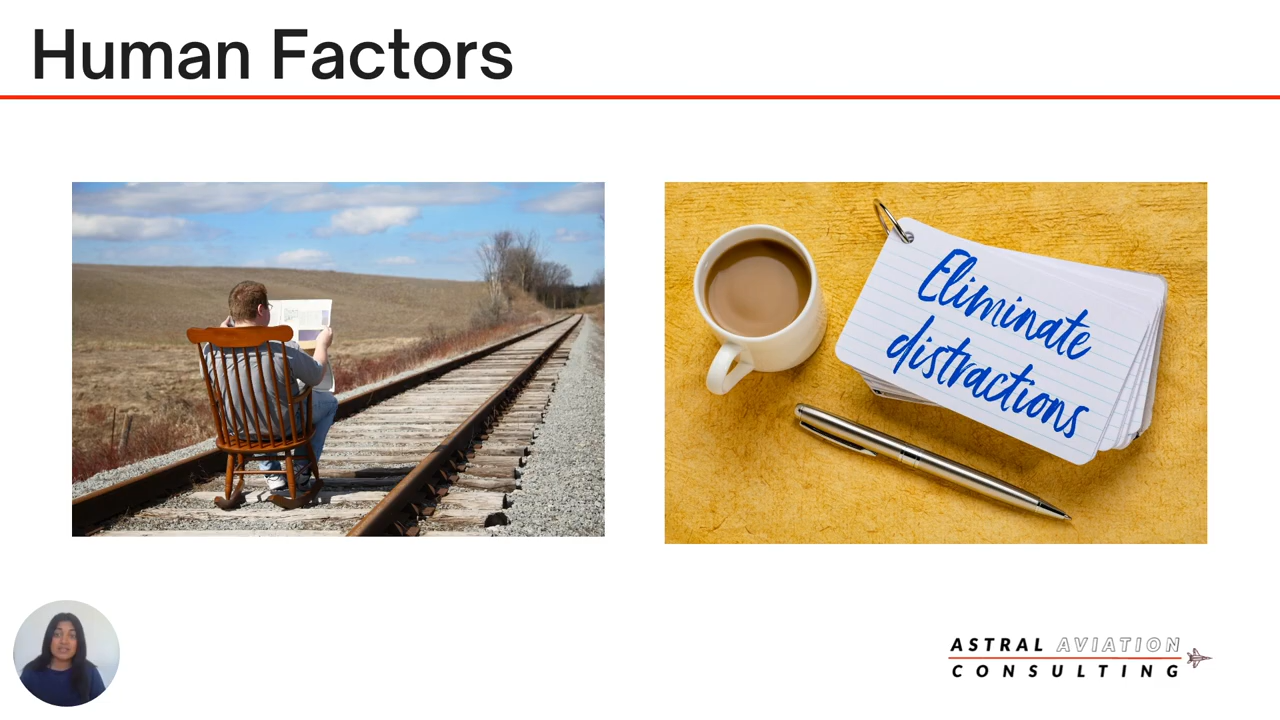 Human Factors
Eliminate
distractions
ASTRAL AVIATION
CONSULTING